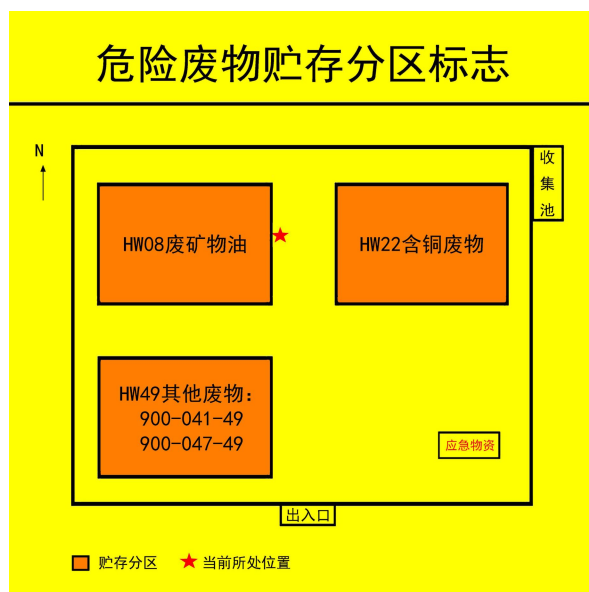 危险废物贮存分区标志
N
收
集
池
HW08废矿物油
HW22含铜废物
HW49其他废物：
900-041-49
900-047-49
应急物资
出入口
贮存分区
当前所处位置